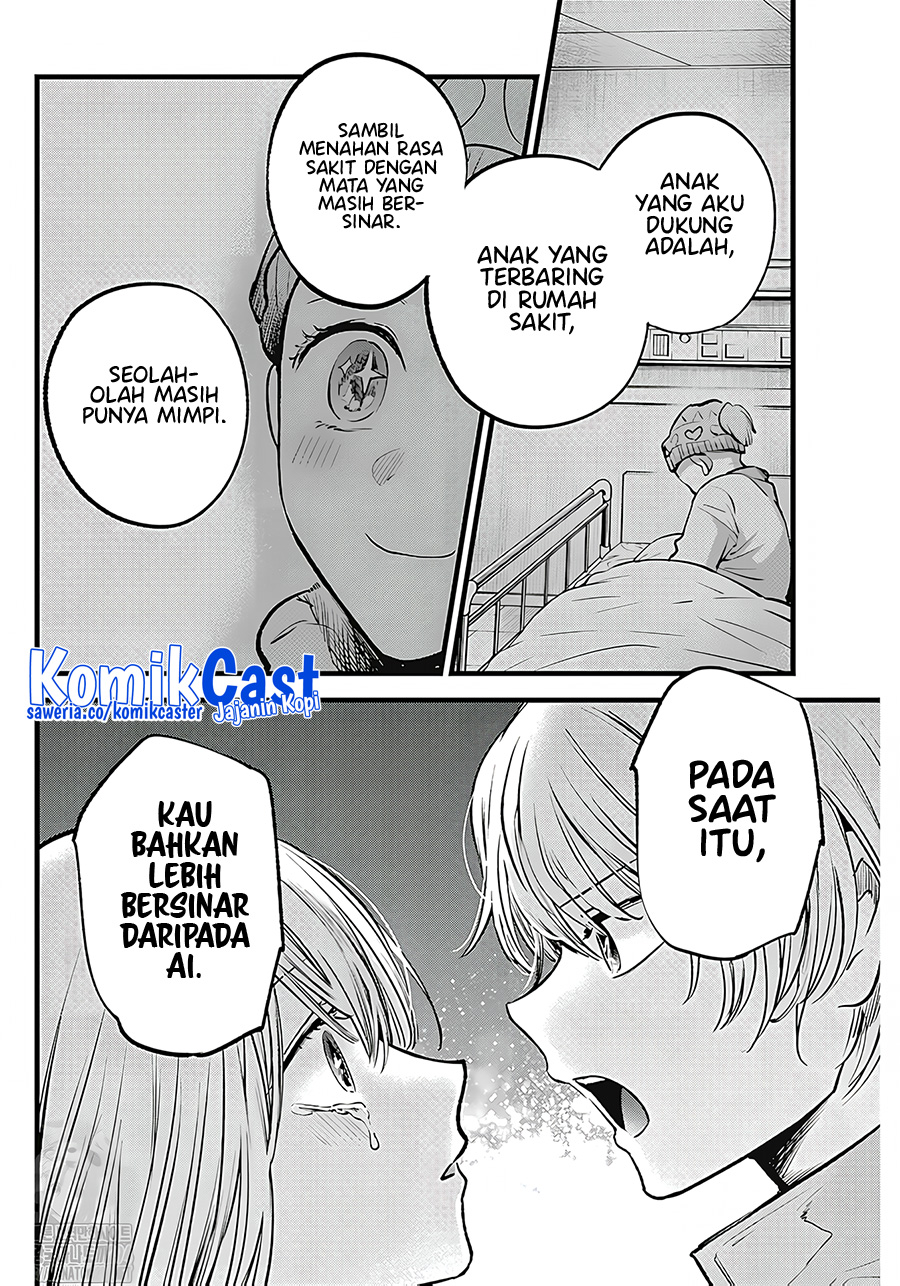 ANAK
YANG AKU
DUKUNG
ADALAH,
ANAK YANG
TERBARING
DI RUMAH
SAKIT,
SAMBIL
MENAHAN RASA
SAKIT DENGAN
MATA YANG
MASIH BER-
SINAR.
SEOLAH-
OLAH MASIH
PUNYA MIMPI.
KomikCast
saweria.co/komikcaster Jajanin Kopi
PADA
SAAT
ITU,
KAU
BAHKAN
LEBIH
BERSINAR
DARIPADA
AI.